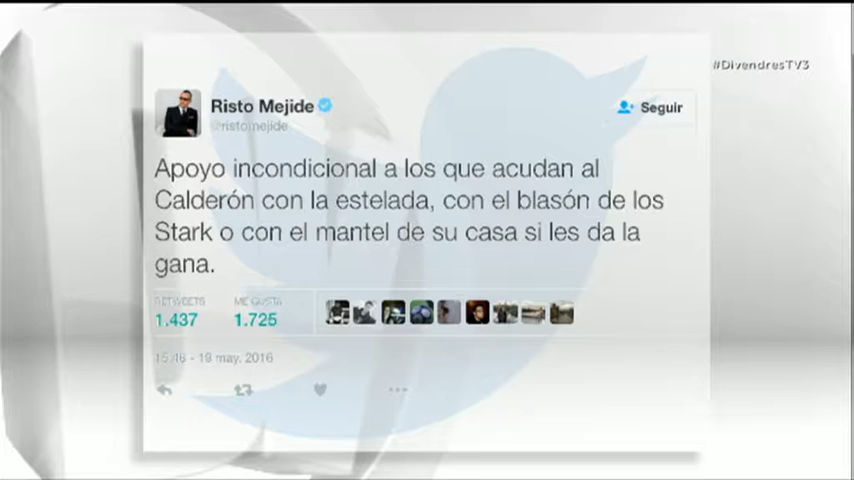 #DivendresTV3
Risto Mejide
@ristomejide
Seguir
Apoyo incondicional a los que acudan al
Calderón con la estelada, con el blasón de los
Stark o con el mantel de su casa si les da la
gana.
RETWEETS
ME GUSTA
1.437
1.725
15:46 - 19 may. 2016